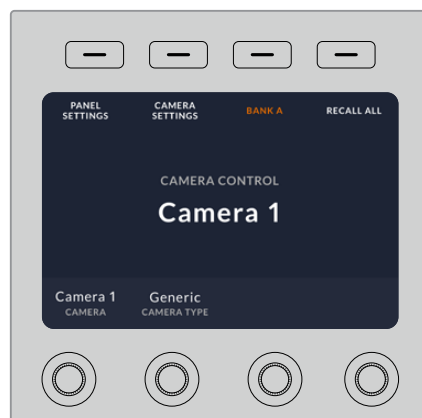 PANEL SETTINGS
CAMERA SETTINGS
BANK A
RECALL ALL
CAMERA CONTROL
Camera 1
Camera 1
CAMERA
Generic
CAMERA TYPE